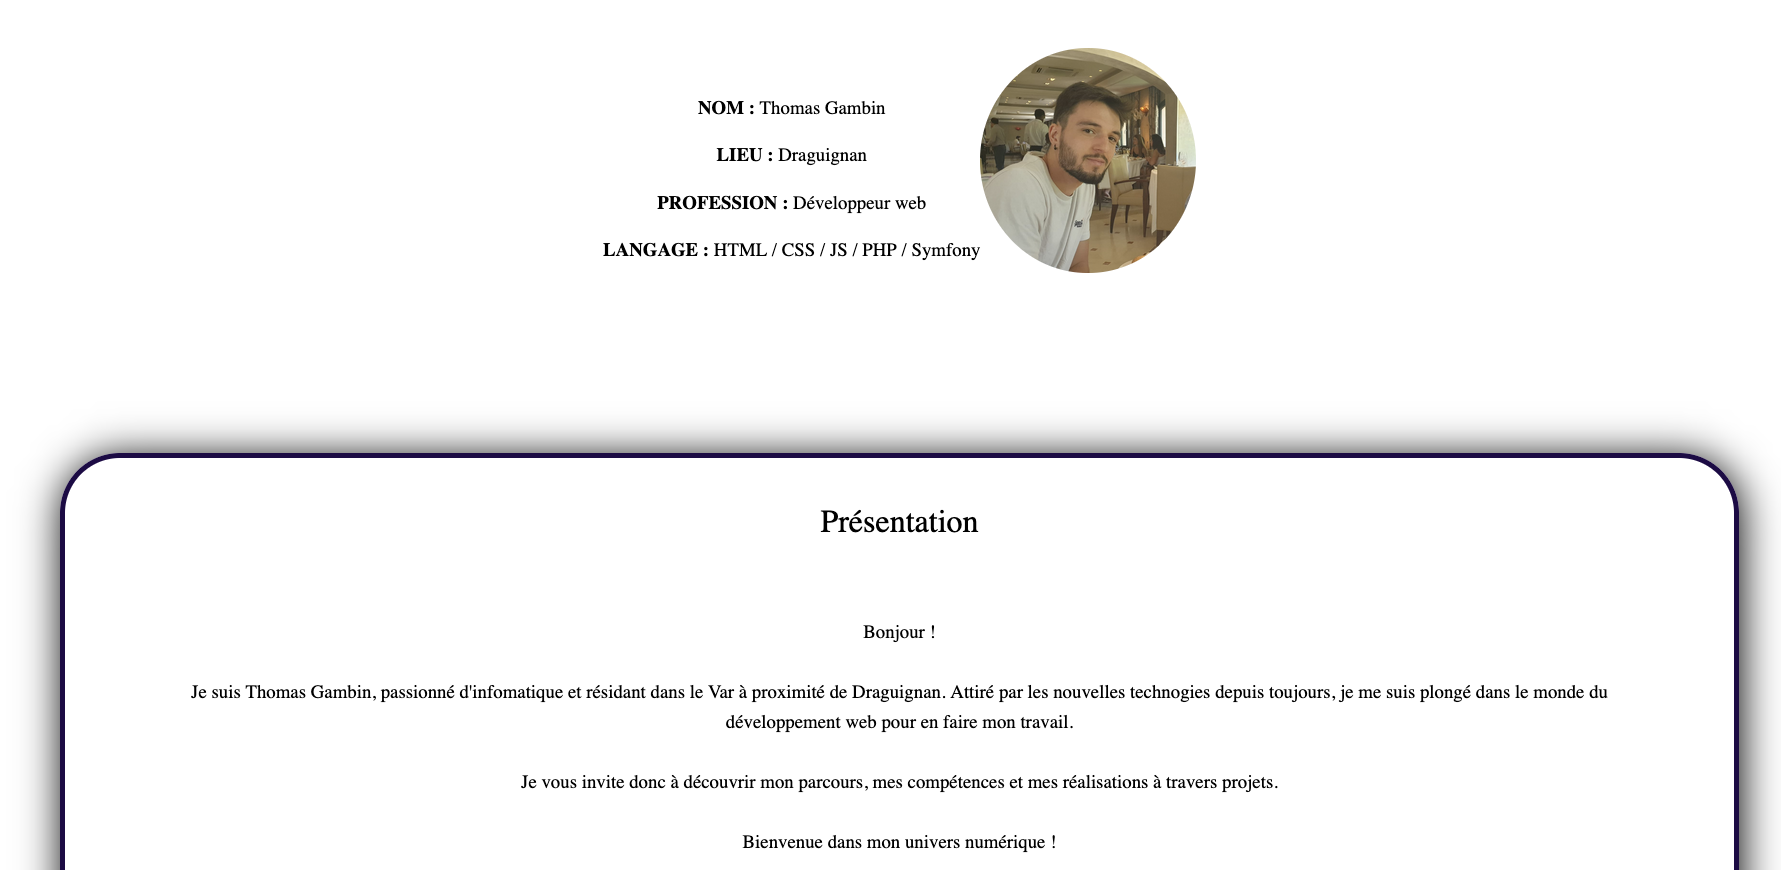 NOM : Thomas Gambin
LIEU : Draguignan
PROFESSION : Développeur web
LANGAGE : HTML / CSS / JS / PHP / Symfony
Présentation
Bonjour !
Je suis Thomas Gambin, passionné d'infomatique et résidant dans le Var à proximité de Draguignan. Attiré par les nouvelles technogies depuis toujours, je me suis plongé dans le monde du
développement web pour en faire mon travail.
Je vous invite donc à découvrir mon parcours, mes compétences et mes réalisations à travers projets.
Bienvenue dans mon univers numérique !